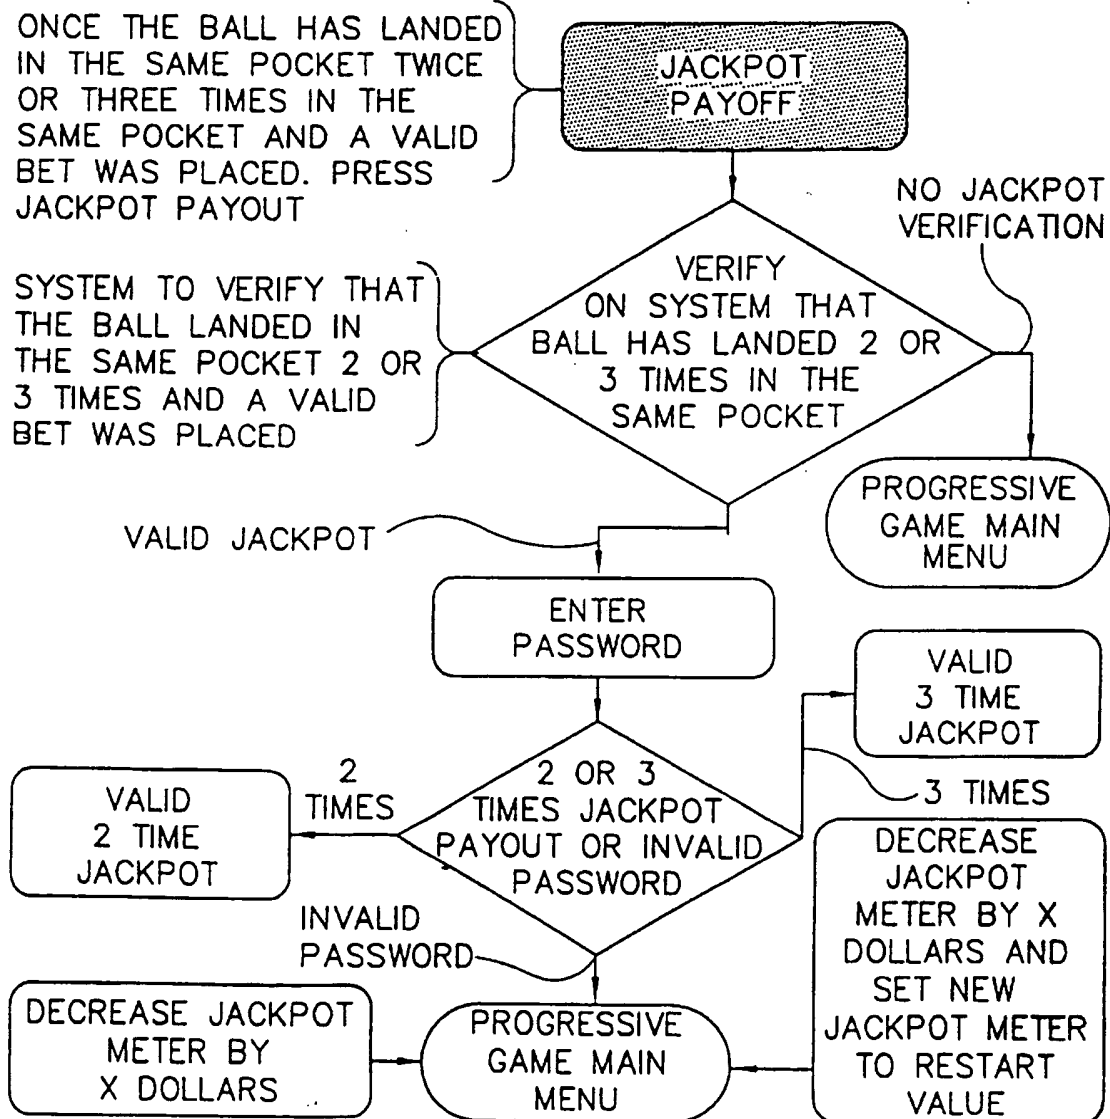 ONCE THE BALL HAS LANDED
IN THE SAME POCKET TWICE
OR THREE TIMES IN THE
SAME POCKET AND A VALID
BET WAS PLACED. PRESS
JACKPOT PAYOUT
JACKPOT
PAYOFF
NO JACKPOT
VERIFICATION
SYSTEM TO VERIFY THAT
THE BALL LANDED IN
THE SAME POCKET 2 OR
3 TIMES AND A VALID
BET WAS PLACED
VERIFY
ON SYSTEM THAT
BALL HAS LANDED 2 OR
3 TIMES IN THE
SAME POCKET
PROGRESSIVE
GAME MAIN
MENU
VALID JACKPOT
ENTER
PASSWORD
VALID
3 TIME
JACKPOT
3 TIMES
2 OR 3
TIMES JACKPOT
PAYOUT OR INVALID
PASSWORD
2
TIMES
VALID
2 TIME
JACKPOT
INVALID
PASSWORD
DECREASE
JACKPOT
METER BY X
DOLLARS AND
SET NEW
JACKPOT METER
TO RESTART
VALUE
DECREASE JACKPOT
METER BY
X DOLLARS
PROGRESSIVE
GAME MAIN
MENU